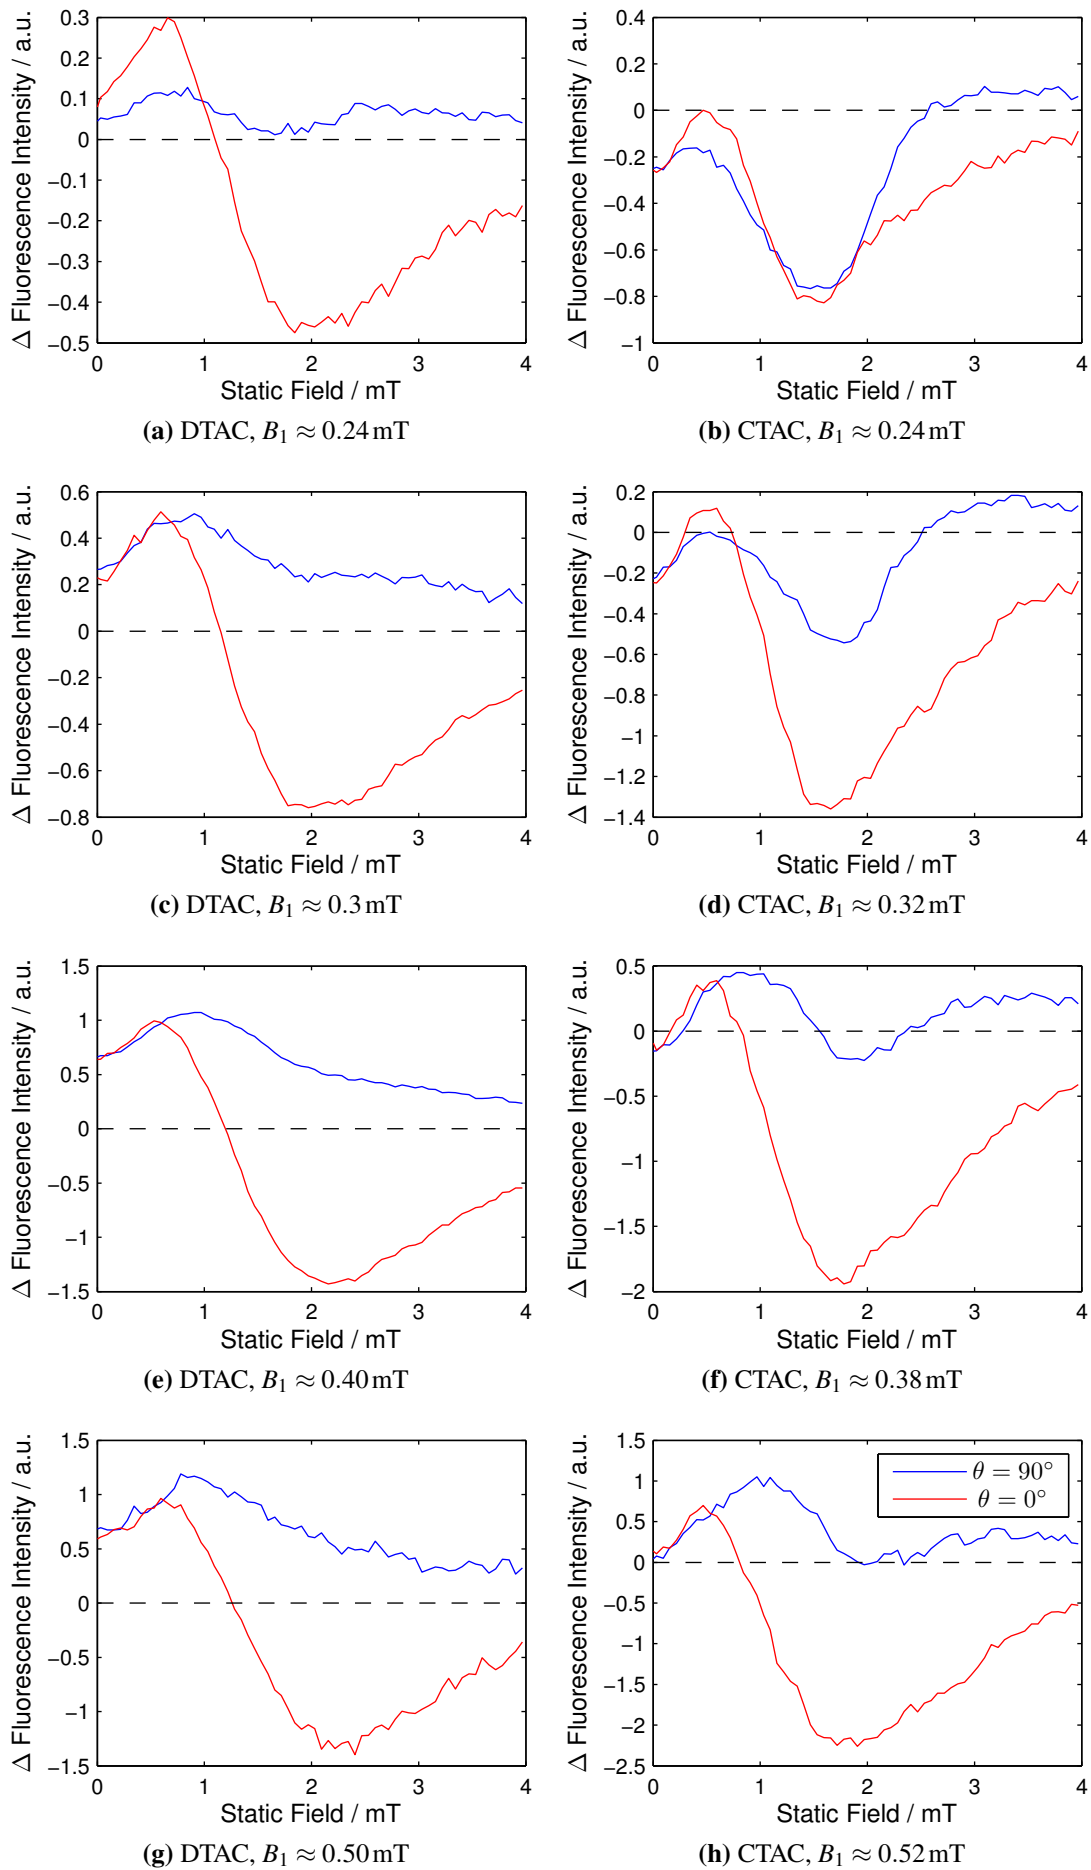 Δ Fluorescence Intensity / a.u.
0.3
0.2
0.1
0
−0.1
−0.2
−0.3
−0.4
−0.5
0 1 2 3 4
Static Field / mT
(a) DTAC, B₁ ≈ 0.24 mT
Δ Fluorescence Intensity / a.u.
0.4
0.2
0
−0.2
−0.4
−0.6
−0.8
−1
0 1 2 3 4
Static Field / mT
(b) CTAC, B₁ ≈ 0.24 mT
Δ Fluorescence Intensity / a.u.
0.6
0.4
0.2
0
−0.2
−0.4
−0.6
−0.8
0 1 2 3 4
Static Field / mT
(c) DTAC, B₁ ≈ 0.3 mT
Δ Fluorescence Intensity / a.u.
0.2
0
−0.2
−0.4
−0.6
−0.8
−1
−1.2
−1.4
0 1 2 3 4
Static Field / mT
(d) CTAC, B₁ ≈ 0.32 mT
Δ Fluorescence Intensity / a.u.
1.5
1
0.5
0
−0.5
−1
−1.5
0 1 2 3 4
Static Field / mT
(e) DTAC, B₁ ≈ 0.40 mT
Δ Fluorescence Intensity / a.u.
0.5
0
−0.5
−1
−1.5
−2
0 1 2 3 4
Static Field / mT
(f) CTAC, B₁ ≈ 0.38 mT
Δ Fluorescence Intensity / a.u.
1.5
1
0.5
0
−0.5
−1
−1.5
0 1 2 3 4
Static Field / mT
(g) DTAC, B₁ ≈ 0.50 mT
Δ Fluorescence Intensity / a.u.
1.5
1
0.5
0
−0.5
−1
−1.5
−2
−2.5
θ = 90°
θ = 0°
0 1 2 3 4
Static Field / mT
(h) CTAC, B₁ ≈ 0.52 mT